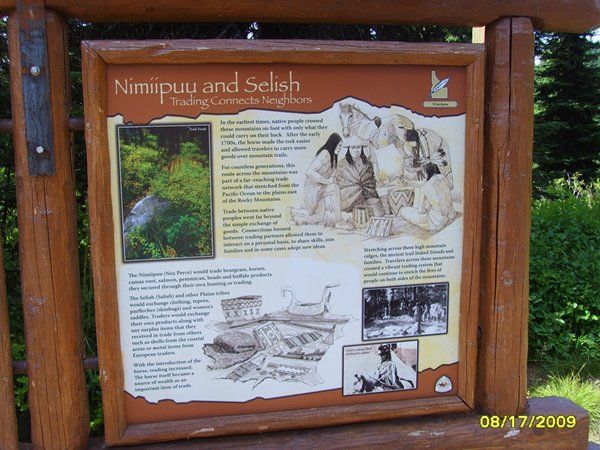 Nimiipuu and Selish
Trading Connects Neighbors
Nimiipuu
In the earliest times, native people crossed
these mountains on foot with only what they
could carry on their back. After the early
1700s, the horse made the trek easier
and allowed travelers to carry more
goods over mountain trails.
For countless generations, this
route across the mountains was
part of a far-reaching trade
network that stretched from the
Pacific Ocean to the plains east
of the Rocky Mountains.
Trade between native
peoples went far beyond
the simple exchange of
goods. Connections formed
between trading partners allowed them to
interact on a personal basis, to share skills, join
families and in some cases adopt new ideas.
The Nimiipuu (Nez Perce) would trade beargrass, horses,
camas root, salmon, pemmican, beads and buffalo products
they secured through their own hunting or trading.
The Selish (Salish) and other Plains tribes
would exchange clothing, tepees,
parfleches (skinbags) and women's
saddles. Traders would exchange
their own products along with
any surplus items that they
received in trade from others
such as shells from the coastal
areas or metal items from
European traders.
With the introduction of the
horse, trading increased.
The horse itself became a
source of wealth as an
important item of trade.
Stretching across these high mountain
ridges, the ancient trail linked friends and
families. Travelers across these mountains
created a vibrant trading system that
would continue to enrich the lives of
people on both sides of the mountains.
08/17/2009